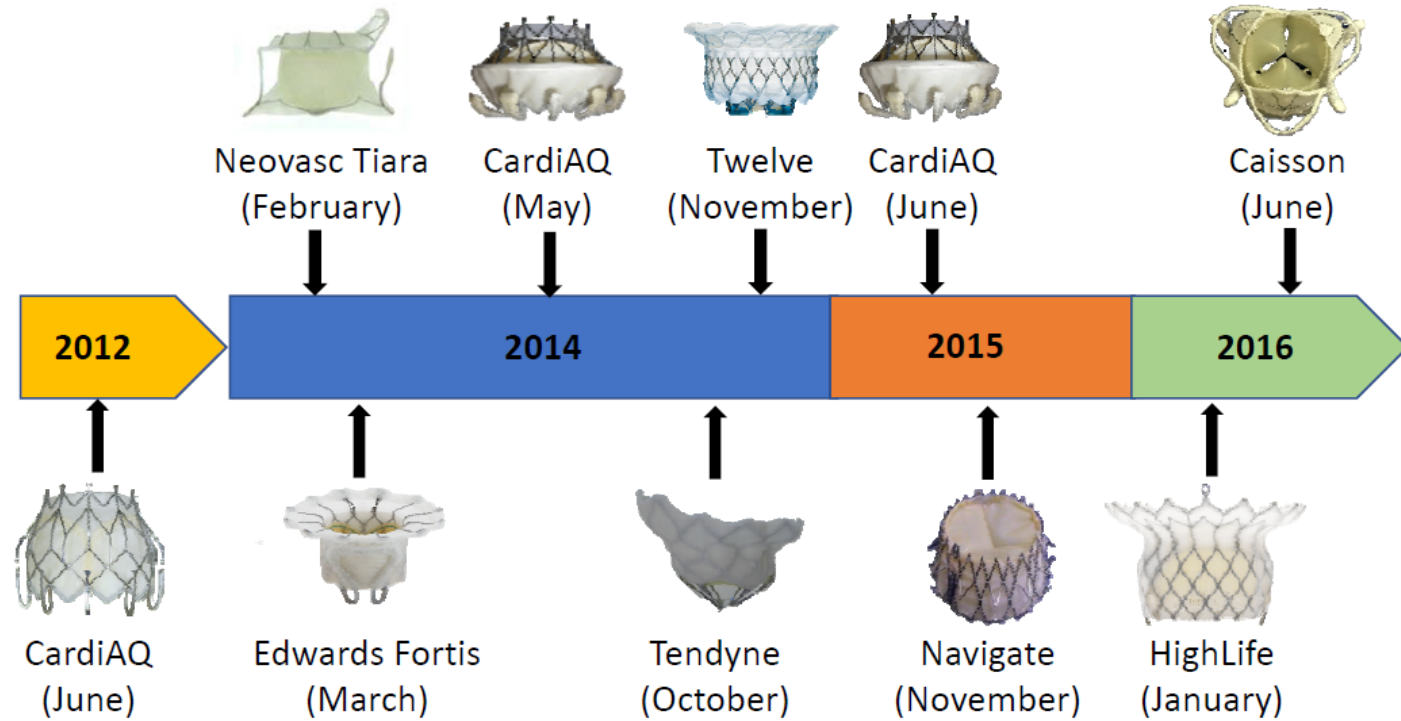 Neovasc Tiara
(February)
CardiAQ
(May)
Twelve
(November)
CardiAQ
(June)
Caisson
(June)
2012
2014
2015
2016
CardiAQ
(June)
Edwards Fortis
(March)
Tendyne
(October)
Navigate
(November)
HighLife
(January)